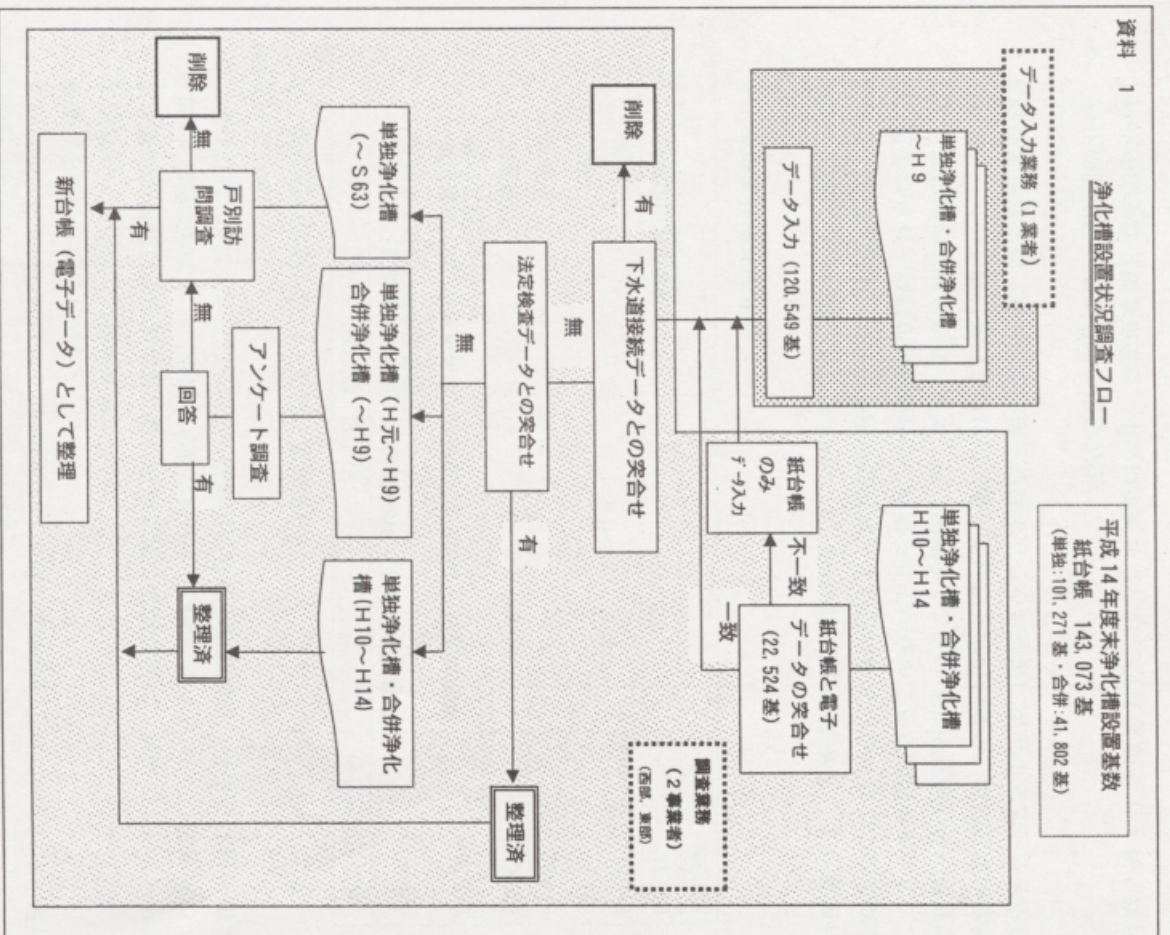 資料 1
浄化槽設置状況調査フロー
平成14年度末浄化槽設置基数
紙台帳 143,073基
(単独:101,271基・合併:41,802基)
データ入力業務(1業者)
単独浄化槽・合併浄化槽
~H9
データ入力(120,549基)
単独浄化槽・合併浄化槽
H10~H14
紙台帳と電子
データの突合せ
(22,524基)
不一致
一致
紙台帳
のみ
データ入力
調査業務
(2事業者)
(西部、東部)
下水道接続データとの突合せ
有
削除
無
法定検査データとの突合せ
有
整理済
無
単独浄化槽
(~S63)
単独浄化槽(H元~H9)
合併浄化槽(~H9)
単独浄化槽・合併浄化
槽(H10~H14)
アンケート調査
回答
無
有
整理済
戸別訪
問調査
無
削除
有
新台帳(電子データ)として整理